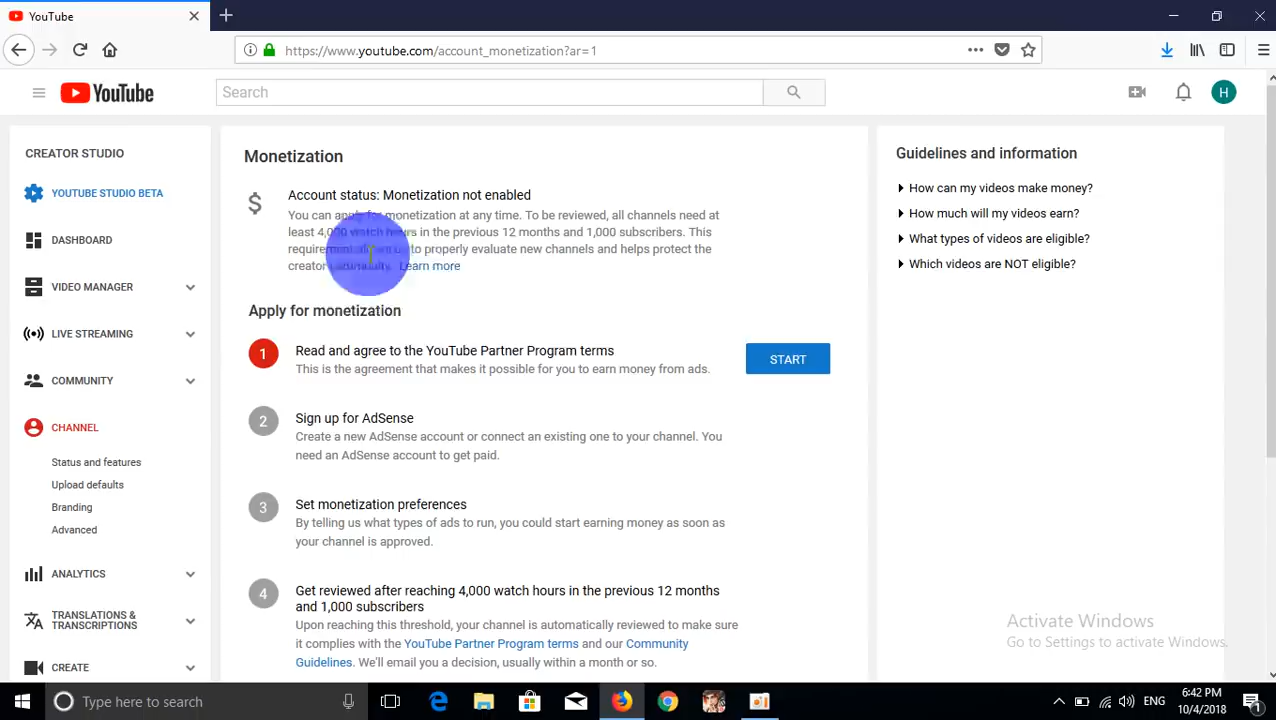 YouTube
https://www.youtube.com/account_monetization?ar=1
YouTube
Search
H
CREATOR STUDIO
YOUTUBE STUDIO BETA
DASHBOARD
VIDEO MANAGER
LIVE STREAMING
COMMUNITY
CHANNEL
Status and features
Upload defaults
Branding
Advanced
ANALYTICS
TRANSLATIONS &
TRANSCRIPTIONS
CREATE
Monetization
$
Account status: Monetization not enabled
You can apply for monetization at any time. To be reviewed, all channels need at
least 4,000 watch hours in the previous 12 months and 1,000 subscribers. This
to properly evaluate new channels and helps protect the
creator community. Learn more
Apply for monetization
1
Read and agree to the YouTube Partner Program terms
This is the agreement that makes it possible for you to earn money from ads.
START
2
Sign up for AdSense
Create a new AdSense account or connect an existing one to your channel. You
need an AdSense account to get paid.
3
Set monetization preferences
By telling us what types of ads to run, you could start earning money as soon as
your channel is approved.
4
Get reviewed after reaching 4,000 watch hours in the previous 12 months
and 1,000 subscribers
Upon reaching this threshold, your channel is automatically reviewed to make sure
it complies with the YouTube Partner Program terms and our Community
Guidelines. We'll email you a decision, usually within a month or so.
Guidelines and information
How can my videos make money?
How much will my videos earn?
What types of videos are eligible?
Which videos are NOT eligible?
Activate Windows
Go to Settings to activate Windows.
Type here to search
ENG
6:42 PM
10/4/2018
1